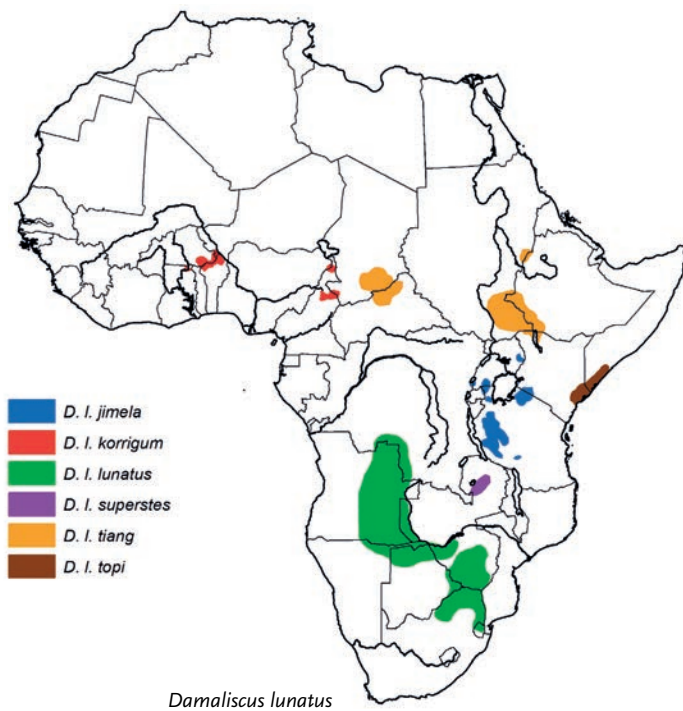 D. l. jimela
D. l. korrigum
D. l. lunatus
D. l. superstes
D. l. tiang
D. l. topi
Damaliscus lunatus